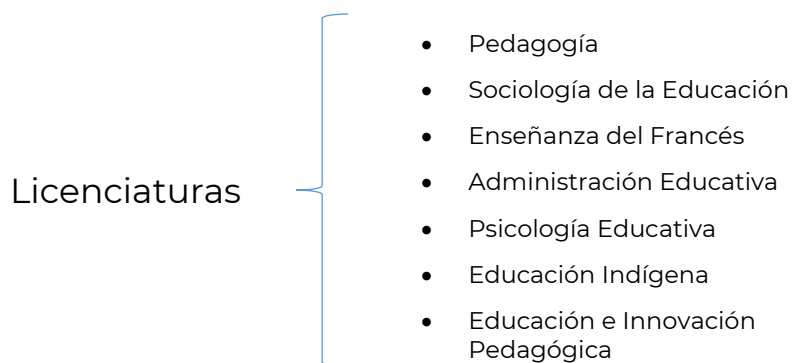 Licenciaturas
• Pedagogía
• Sociología de la Educación
• Enseñanza del Francés
• Administración Educativa
• Psicología Educativa
• Educación Indígena
• Educación e Innovación
Pedagógica